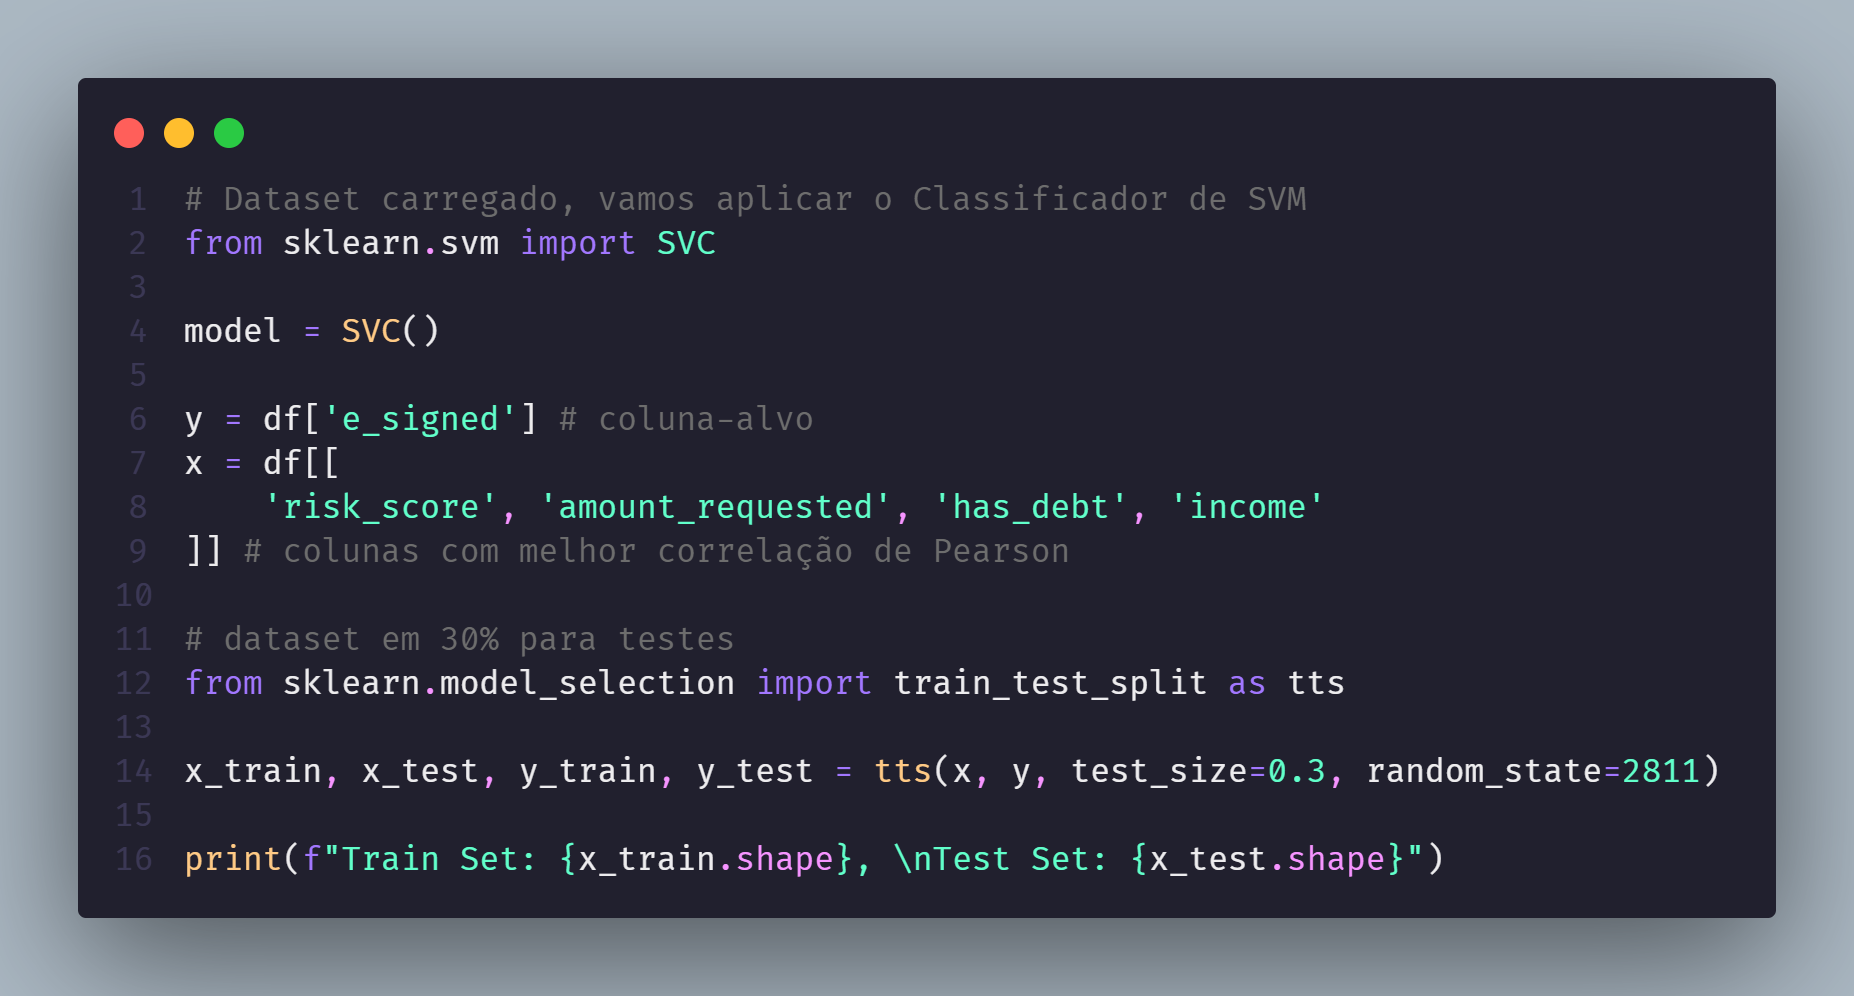 1 # Dataset carregado, vamos aplicar o Classificador de SVM
2 from sklearn.svm import SVC
3
4 model = SVC()
5
6 y = df['e_signed'] # coluna-alvo
7 x = df[[
8     'risk_score', 'amount_requested', 'has_debt', 'income'
9 ]] # colunas com melhor correlação de Pearson
10
11 # dataset em 30% para testes
12 from sklearn.model_selection import train_test_split as tts
13
14 x_train, x_test, y_train, y_test = tts(x, y, test_size=0.3, random_state=2811)
15
16 print(f"Train Set: {x_train.shape}, \nTest Set: {x_test.shape}")